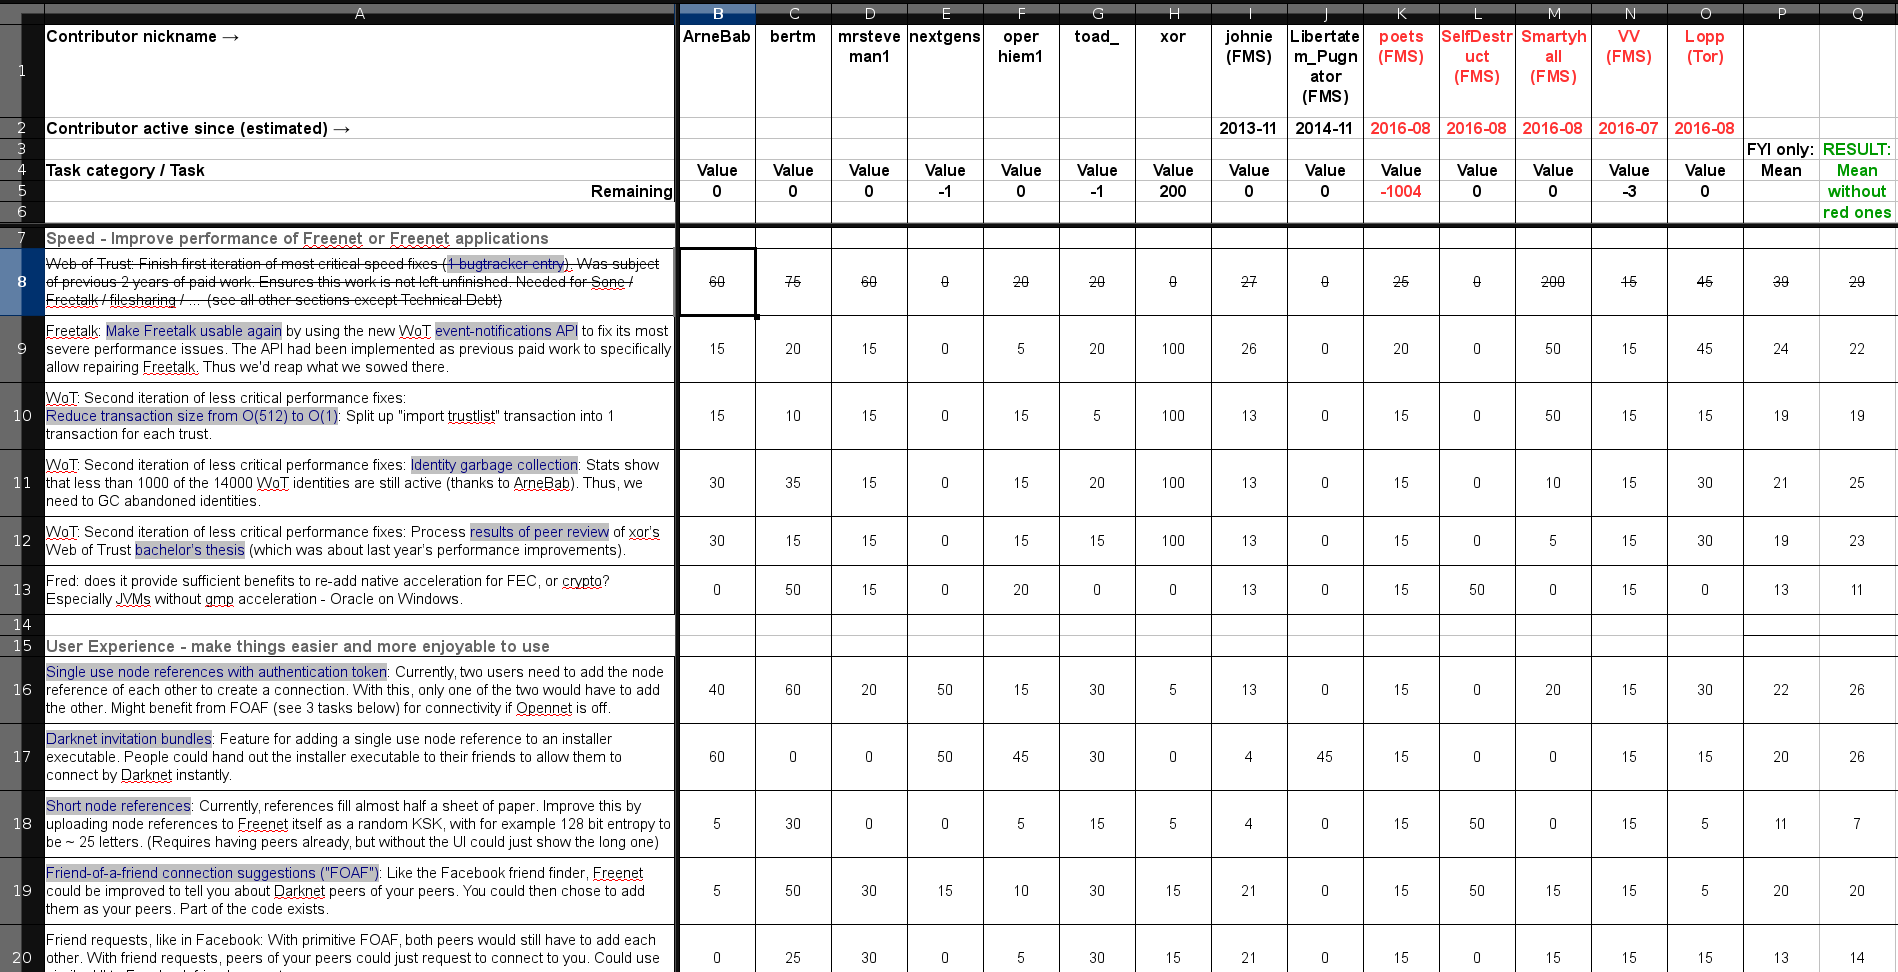 A B C D E F G H I J K L M N O P Q
1 Contributor nickname → ArneBab bertm mrsteve nextgens oper toad_ xor johnie Libertate poets SelfDestr Smartyh VV Lopp
man1 hiem1 (FMS) m_Pugn (FMS) uct all (FMS) (Tor)
ator (FMS) (FMS)
(FMS)
2 Contributor active since (estimated) → 2013-11 2014-11 2016-08 2016-08 2016-08 2016-07 2016-08
3 FYI only: RESULT:
4 Task category / Task Value Value Value Value Value Value Value Value Value Value Value Value Value Value Mean Mean
5 Remaining 0 0 0 -1 0 -1 200 0 0 -1004 0 0 -3 0 without
6 red ones
7 Speed - Improve performance of Freenet or Freenet applications
Web of Trust: Finish first iteration of most critical speed fixes (1 bugtracker entry). Was subject
8 of previous 2 years of paid work. Ensures this work is not left unfinished. Needed for Sone / 60 75 60 0 20 20 0 27 0 25 0 200 15 45 39 29
Freetalk / filesharing / ... (see all other sections except Technical Debt)
Freetalk: Make Freetalk usable again by using the new WoT event-notifications API to fix its most
9 severe performance issues. The API had been implemented as previous paid work to specifically 15 20 15 0 5 20 100 26 0 20 0 50 15 45 24 22
allow repairing Freetalk. Thus we'd reap what we sowed there.
WoT: Second iteration of less critical performance fixes:
10 Reduce transaction size from O(512) to O(1): Split up "import trustlist" transaction into 1 15 10 15 0 15 5 100 13 0 15 0 50 15 15 19 19
transaction for each trust.
WoT: Second iteration of less critical performance fixes: Identity garbage collection: Stats show
11 that less than 1000 of the 14000 WoT identities are still active (thanks to ArneBab). Thus, we 30 35 15 0 15 20 100 13 0 15 0 10 15 30 21 25
need to GC abandoned identities.
WoT: Second iteration of less critical performance fixes: Process results of peer review of xor's
12 Web of Trust bachelor's thesis (which was about last year's performance improvements). 30 15 15 0 15 15 100 13 0 15 0 5 15 30 19 23
Fred: does it provide sufficient benefits to re-add native acceleration for FEC, or crypto?
13 Especially JVMs without gmp acceleration - Oracle on Windows. 0 50 15 0 20 0 0 13 0 15 50 0 15 0 13 11
14
15 User Experience - make things easier and more enjoyable to use
Single use node references with authentication token: Currently, two users need to add the node
16 reference of each other to create a connection. With this, only one of the two would have to add 40 60 20 50 15 30 5 13 0 15 0 20 15 30 22 26
the other. Might benefit from FOAF (see 3 tasks below) for connectivity if Opennet is off.
Darknet invitation bundles: Feature for adding a single use node reference to an installer
17 executable. People could hand out the installer executable to their friends to allow them to 60 0 0 50 45 30 0 4 45 15 0 0 15 15 20 26
connect by Darknet instantly.
Short node references: Currently, references fill almost half a sheet of paper. Improve this by
18 uploading node references to Freenet itself as a random KSK, with for example 128 bit entropy to 5 30 0 0 5 15 5 4 0 15 50 0 15 5 11 7
be ~ 25 letters. (Requires having peers already, but without the UI could just show the long one)
Friend-of-a-friend connection suggestions ("FOAF"): Like the Facebook friend finder, Freenet
19 could be improved to tell you about Darknet peers of your peers. You could then chose to add 5 50 30 15 10 30 15 21 0 15 50 15 15 5 20 20
them as your peers. Part of the code exists.
Friend requests, like in Facebook: With primitive FOAF, both peers would still have to add each
20 other. With friend requests, peers of your peers could just request to connect to you. Could use 0 25 30 0 5 30 15 21 0 15 0 15 15 15 13 14